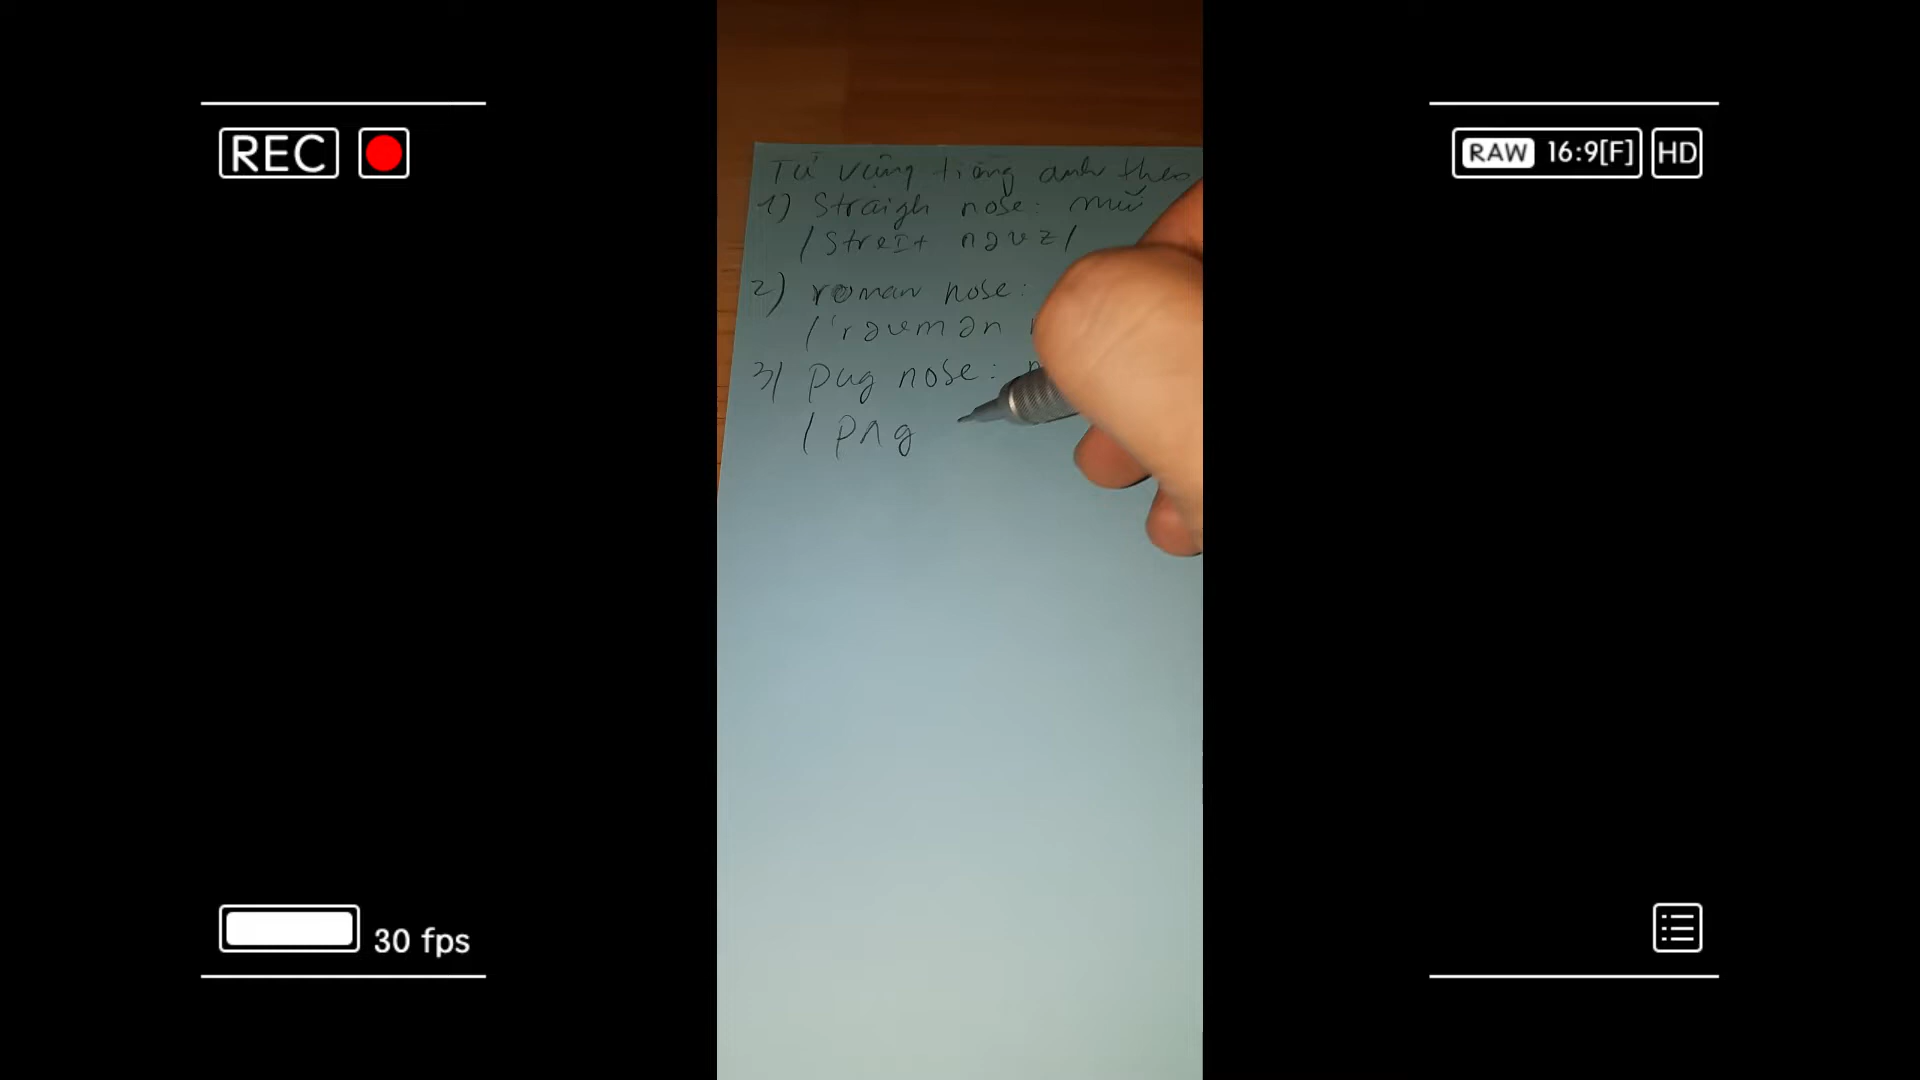 REC
RAW 16:9[F] HD
Từ vựng tiếng anh theo
1) Straigh nose: mũi
/streɪt nəʊz/
2) roman nose:
/ˈrəʊmən
3) pug nose:
/pʌg
30 fps